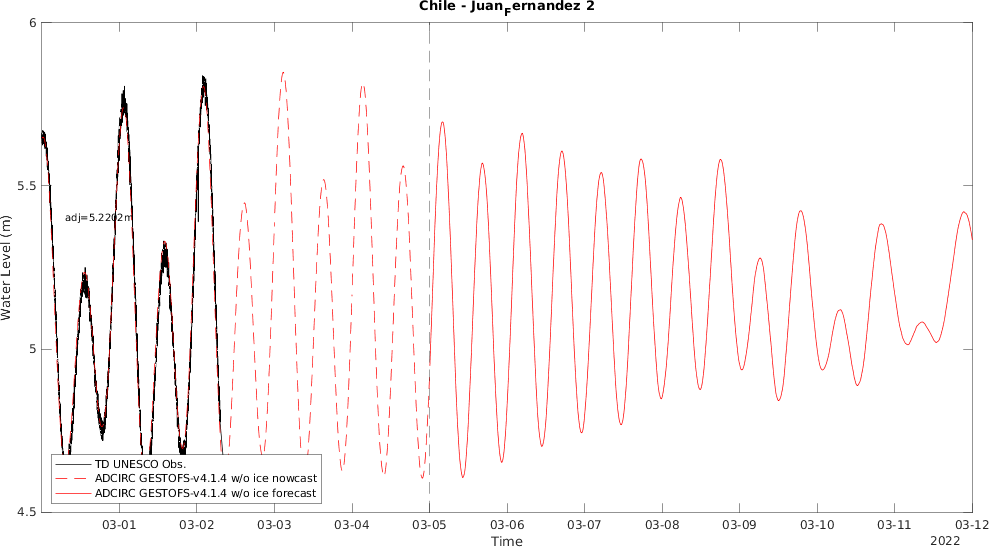 Chile - Juan_Fernandez 2
6
5.5
5
4.5
Water Level (m)
adj=5.2202m
TD UNESCO Obs.
ADCIRC GESTOFS-v4.1.4 w/o ice nowcast
ADCIRC GESTOFS-v4.1.4 w/o ice forecast
03-01 03-02 03-03 03-04 03-05 03-06 03-07 03-08 03-09 03-10 03-11 03-12
Time
2022